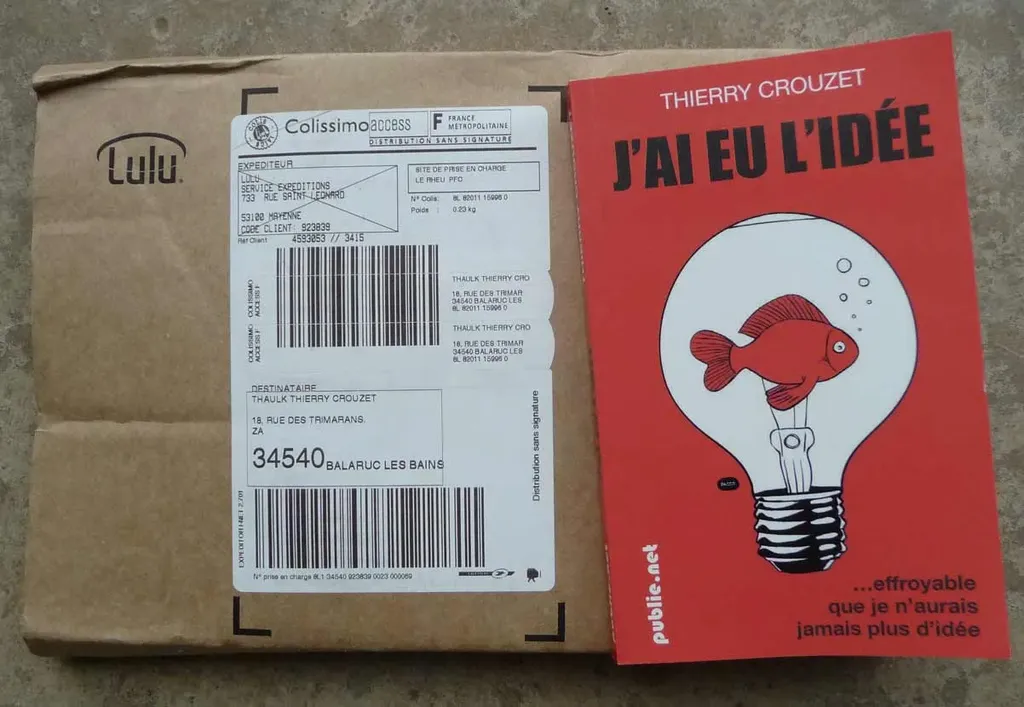 Lulu
Colissimo access F FRANCE
MÉTROPOLITAINE
DISTRIBUTION SANS SIGNATURE
EXPEDITEUR
LULU
SERVICE EXPEDITIONS
733 RUE SAINT LEONARD
53100 MAYENNE
CODE CLIENT 923839
Ref Client 4593053 // 3415
SITE DE PRISE EN CHARGE
LE RHEU PFC
N° Colis: 8L 82011 15996 0
Poids : 0.23 kg
COLISSIMO
ACCESS F
THAULK THIERRY CRO
18, RUE DES TRIMAR
34540 BALARUC LES
8L 82011 15996 0
COLISSIMO
ACCESS F
THAULK THIERRY CRO
18, RUE DES TRIMAR
34540 BALARUC LES
8L 82011 15996 0
DESTINATAIRE
THAULK THIERRY CROUZET
18, RUE DES TRIMARANS.
ZA
34540 BALARUC LES BAINS
Distribution sans signature
N° prise en charge 8L1 34540 923839 0023 000069
THIERRY CROUZET
J'AI EU L'IDÉE
publie.net
...effroyable
que je n'aurais
jamais plus d'idée